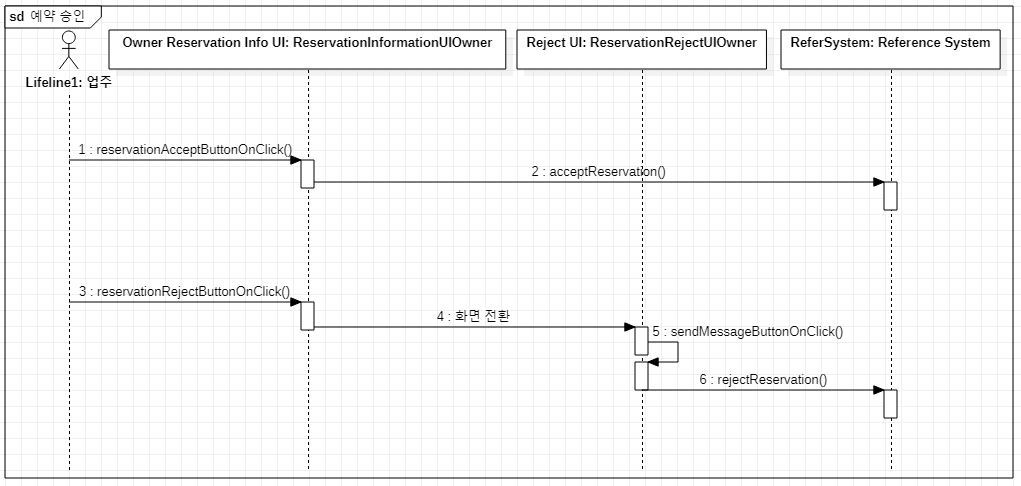 sd 예약 승인
Lifeline1: 업주
Owner Reservation Info UI: ReservationInformationUIOwner
Reject UI: ReservationRejectUIOwner
ReferSystem: Reference System
1 : reservationAcceptButtonOnClick()
2 : acceptReservation()
3 : reservationRejectButtonOnClick()
4 : 화면 전환
5 : sendMessageButtonOnClick()
6 : rejectReservation()